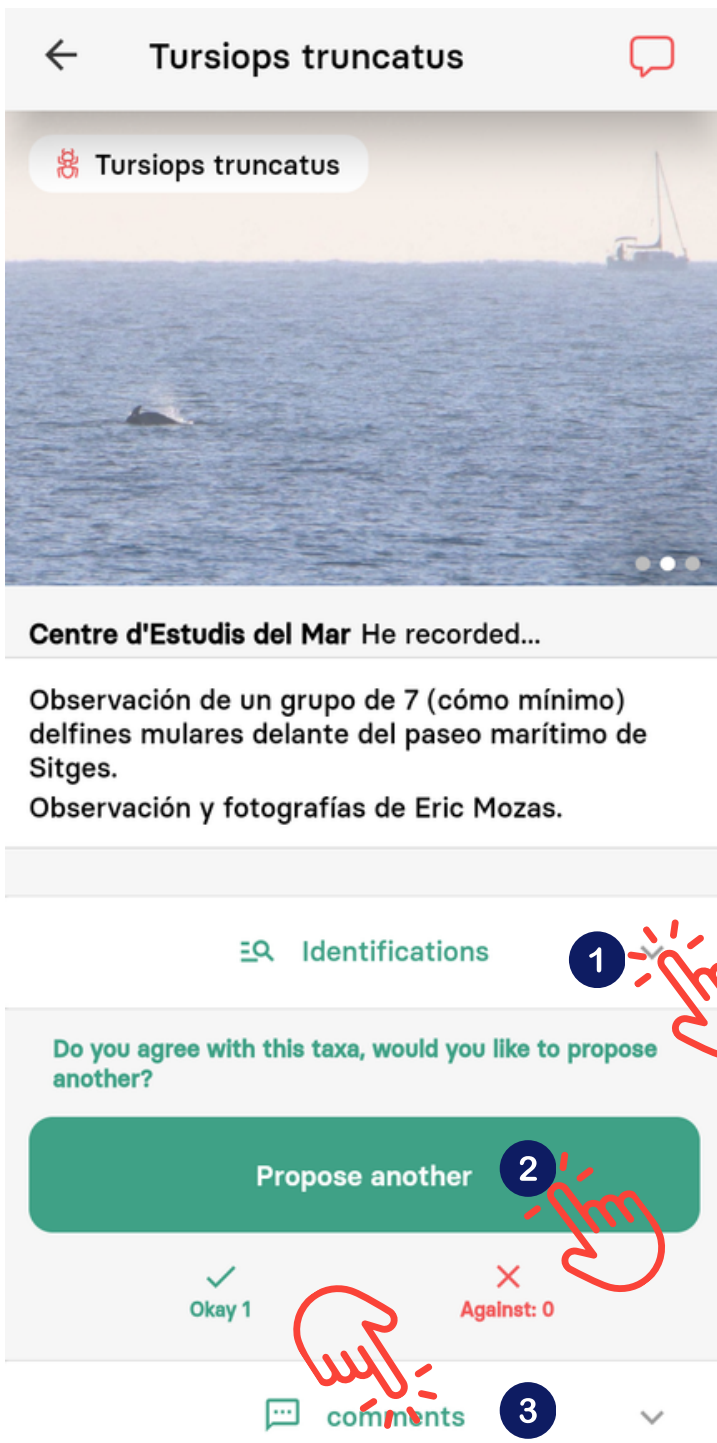 Tursiops truncatus
Tursiops truncatus
Centre d'Estudis del Mar He recorded...
Observación de un grupo de 7 (cómo mínimo)
delfines mulares delante del paseo marítimo de
Sitges.
Observación y fotografías de Eric Mozas.
Identifications
1
Do you agree with this taxa, would you like to propose
another?
Propose another
2
Okay 1
Against: 0
comments
3